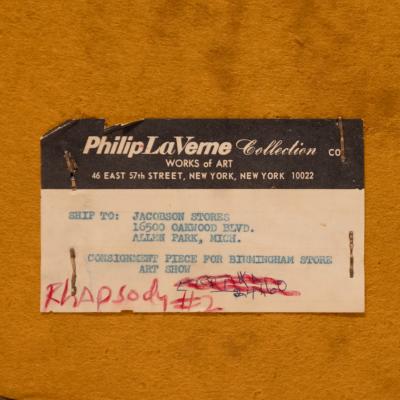 Philip LaVerne Collection CO
WORKS of ART
46 EAST 57th STREET, NEW YORK, NEW YORK 10022
SHIP TO: JACOBSON STORES
16500 OAKWOOD BLVD.
ALLEN PARK, MICH.
CONSIGNMENT PIECE FOR BIRMINGHAM STORE
ART SHOW
RHAPSODY #2